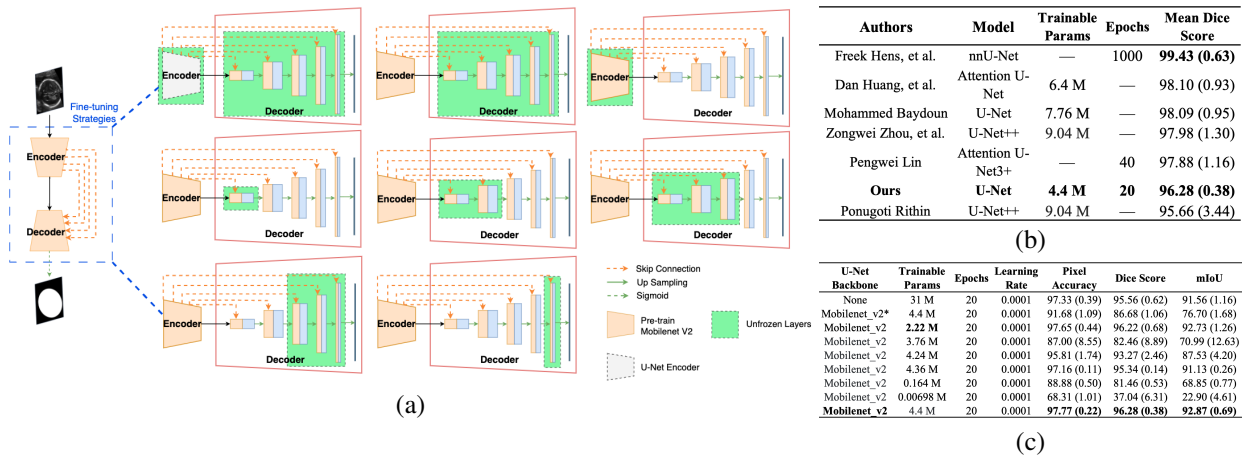 Fine-tuning
Strategies
Encoder
Decoder
Encoder
Decoder
Encoder
Decoder
Encoder
Decoder
Encoder
Decoder
Encoder
Decoder
Encoder
Decoder
Encoder
Decoder
Encoder
Decoder
Skip Connection
Up Sampling
Sigmoid
Pre-train
Mobilenet V2
Unfrozen Layers
U-Net Encoder
(a)
Authors Model Trainable Params Epochs Mean Dice Score
Freek Hens, et al. nnU-Net — 1000 99.43 (0.63)
Dan Huang, et al. Attention U-Net 6.4 M — 98.10 (0.93)
Mohammed Baydoun U-Net 7.76 M — 98.09 (0.95)
Zongwei Zhou, et al. U-Net++ 9.04 M — 97.98 (1.30)
Pengwei Lin Attention U-Net3+ — 40 97.88 (1.16)
Ours U-Net 4.4 M 20 96.28 (0.38)
Ponugoti Rithin U-Net++ 9.04 M — 95.66 (3.44)
(b)
U-Net Backbone Trainable Params Epochs Learning Rate Pixel Accuracy Dice Score mIoU
None 31 M 20 0.0001 97.33 (0.39) 95.56 (0.62) 91.56 (1.16)
Mobilenet_v2* 4.4 M 20 0.0001 91.68 (1.09) 86.68 (1.06) 76.70 (1.68)
Mobilenet_v2 2.22 M 20 0.0001 97.65 (0.44) 96.22 (0.68) 92.73 (1.26)
Mobilenet_v2 3.76 M 20 0.0001 87.00 (8.55) 82.46 (8.89) 70.99 (12.63)
Mobilenet_v2 4.24 M 20 0.0001 95.81 (1.74) 93.27 (2.46) 87.53 (4.20)
Mobilenet_v2 4.36 M 20 0.0001 97.16 (0.11) 95.34 (0.14) 91.13 (0.26)
Mobilenet_v2 0.164 M 20 0.0001 88.88 (0.50) 81.46 (0.53) 68.85 (0.77)
Mobilenet_v2 0.00698 M 20 0.0001 68.31 (1.01) 37.04 (6.31) 22.90 (4.61)
Mobilenet_v2 4.4 M 20 0.0001 97.77 (0.22) 96.28 (0.38) 92.87 (0.69)
(c)